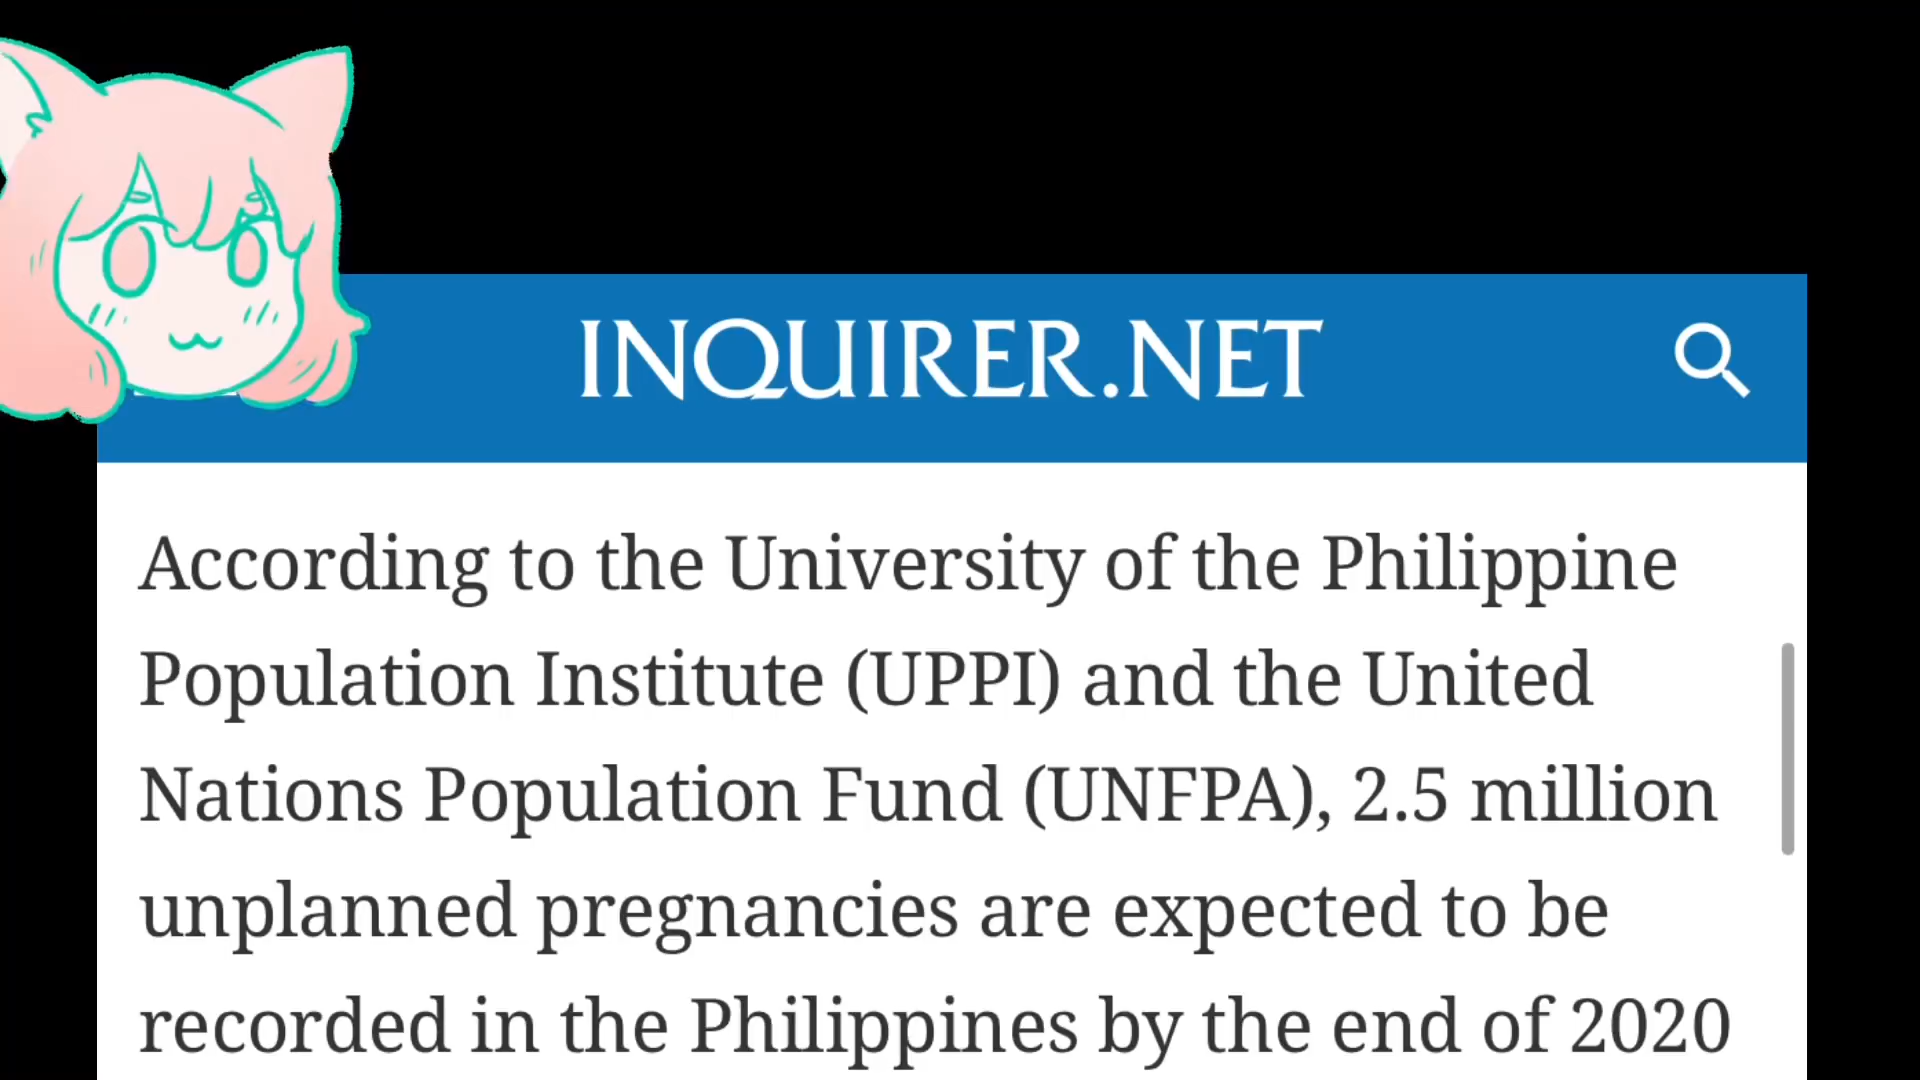 INQUIRER.NET
According to the University of the Philippine
Population Institute (UPPI) and the United
Nations Population Fund (UNFPA), 2.5 million
unplanned pregnancies are expected to be
recorded in the Philippines by the end of 2020